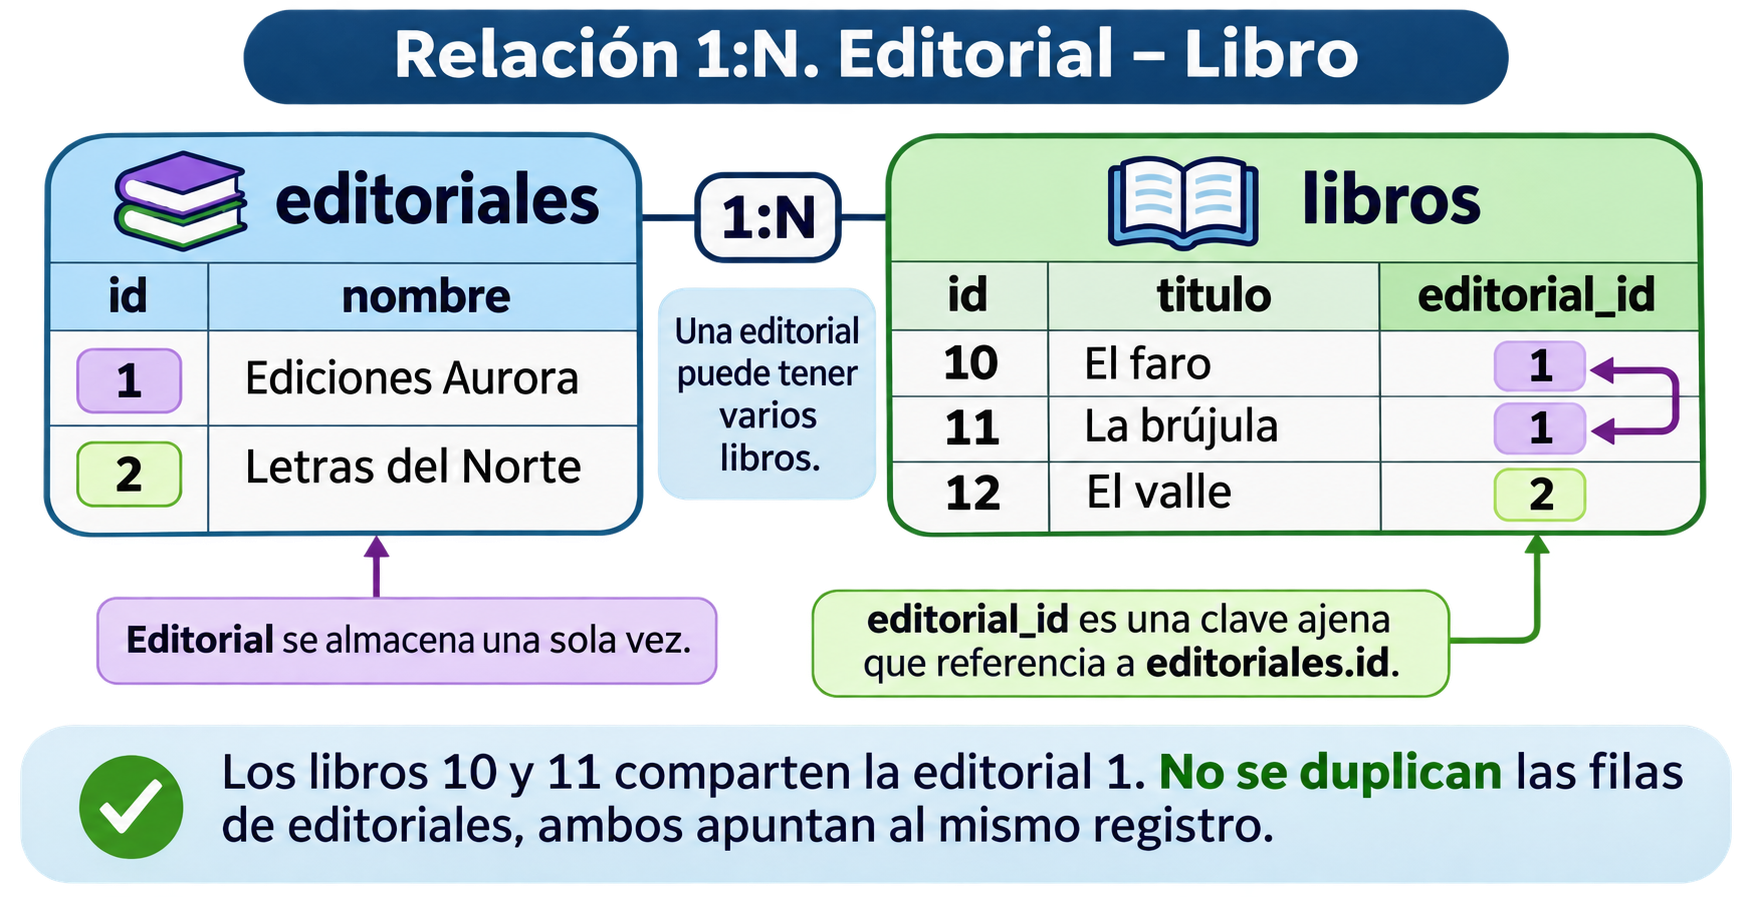 Relación 1:N. Editorial – Libro
editoriales
id nombre
1 Ediciones Aurora
2 Letras del Norte
1:N
Una editorial
puede tener
varios
libros.
libros
id titulo editorial_id
10 El faro 1
11 La brújula 1
12 El valle 2
Editorial se almacena una sola vez.
editorial_id es una clave ajena
que referencia a editoriales.id.
Los libros 10 y 11 comparten la editorial 1. No se duplican las filas
de editoriales, ambos apuntan al mismo registro.